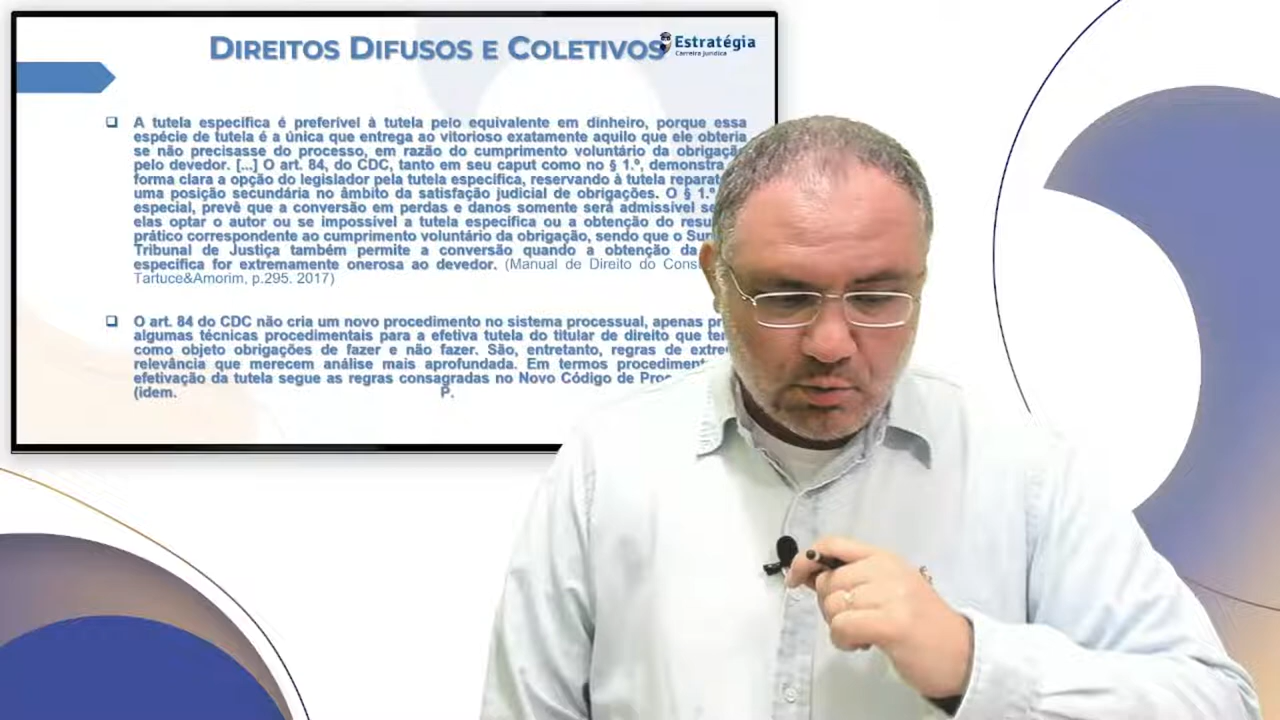 DIREITOS DIFUSOS E COLETIVOS
Estratégia
Carreira Jurídica
A tutela específica é preferível à tutela pelo equivalente em dinheiro, porque essa
espécie de tutela é a única que entrega ao vitorioso exatamente aquilo que ele obteria
se não precisasse do processo, em razão do cumprimento voluntário da obrigação
pelo devedor. [...] O art. 84, do CDC, tanto em seu caput como no § 1.º, demonstra
forma clara a opção do legislador pela tutela específica, reservando à tutela
uma posição secundária no âmbito da satisfação judicial de obrigações. O § 1.º
especial, prevê que a conversão em perdas e danos somente será admissível
elas optar o autor ou se impossível a tutela específica ou a obtenção do
prático correspondente ao cumprimento voluntário da obrigação, sendo que o
Tribunal de Justiça também permite a conversão quando a obtenção da
específica for extremamente onerosa ao devedor. (Manual de Direito do
Tartuce&Amorim, p.295. 2017)
O art. 84 do CDC não cria um novo procedimento no sistema processual, apenas
algumas técnicas procedimentais para a efetiva tutela do titular de direito que
como objeto obrigações de fazer e não fazer. São, entretanto, regras de
relevância que merecem análise mais aprofundada. Em termos
efetivação da tutela segue as regras consagradas no Novo Código de
(idem. P.